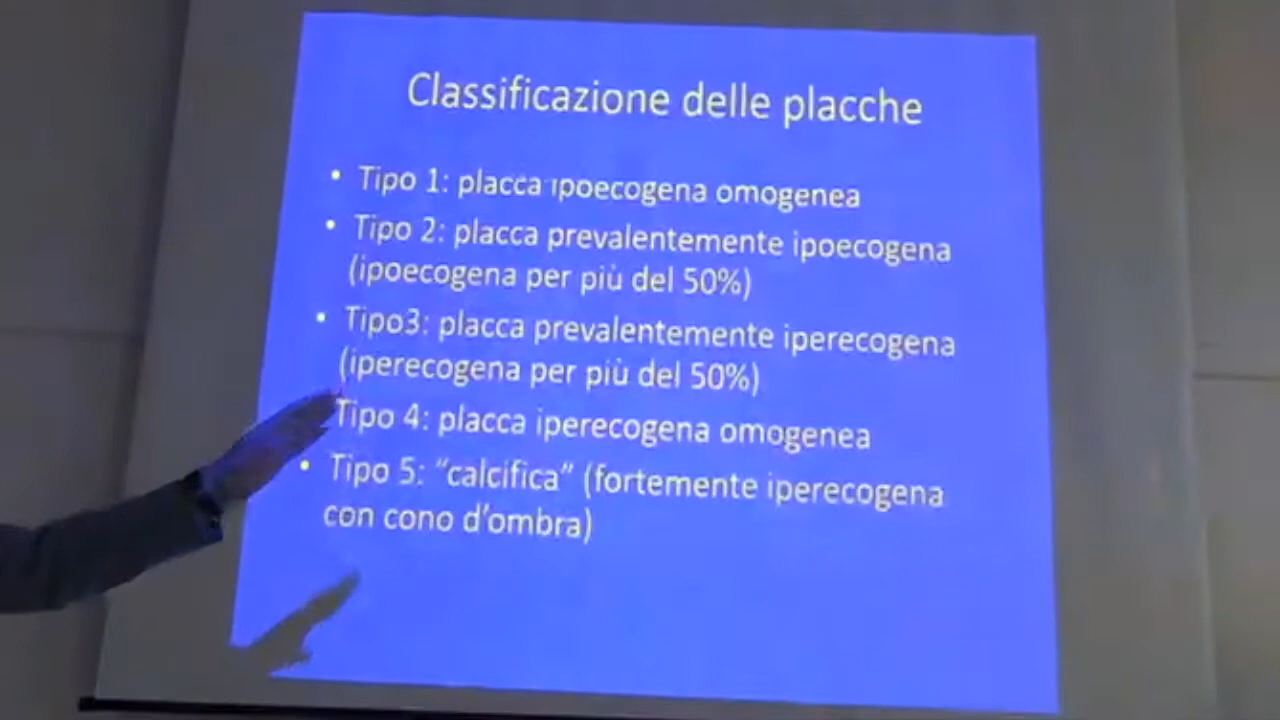 Classificazione delle placche
• Tipo 1: placca ipoecogena omogenea
• Tipo 2: placca prevalentemente ipoecogena
(ipoecogena per più del 50%)
• Tipo3: placca prevalentemente iperecogena
(iperecogena per più del 50%)
Tipo 4: placca iperecogena omogenea
• Tipo 5: “calcifica” (fortemente iperecogena
con cono d’ombra)